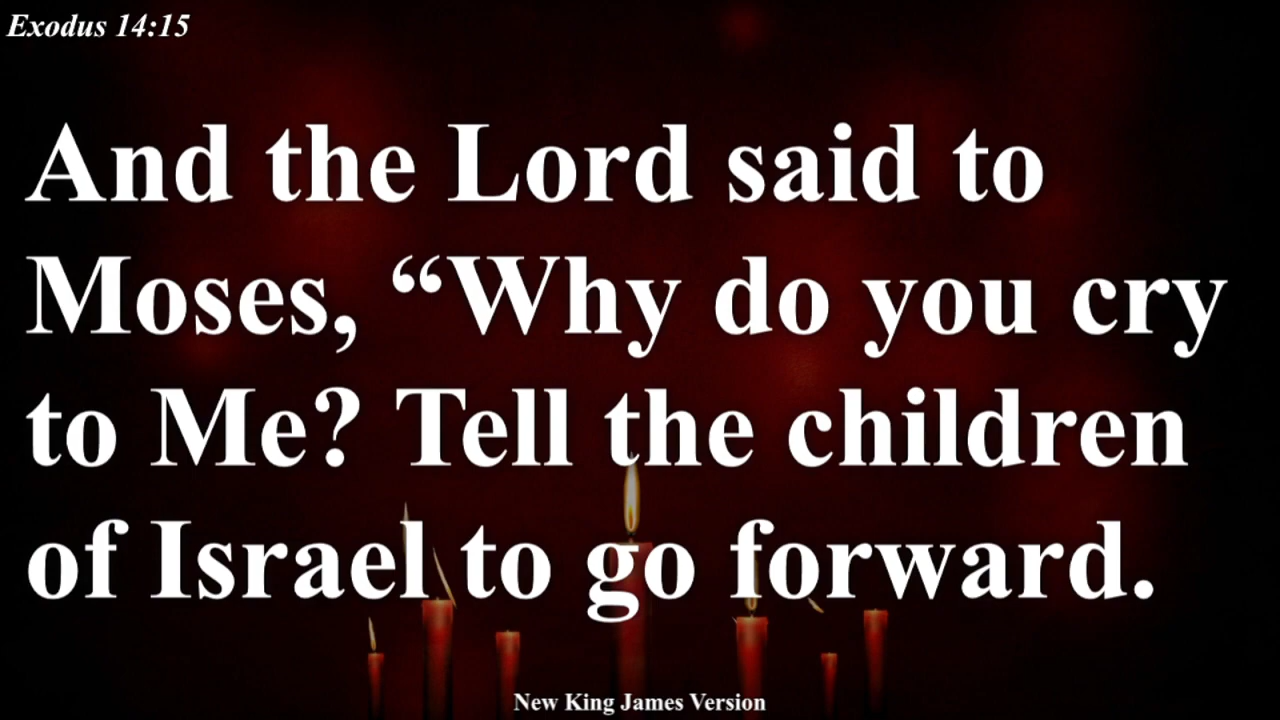 Exodus 14:15
And the Lord said to
Moses, “Why do you cry
to Me? Tell the children
of Israel to go forward.
New King James Version